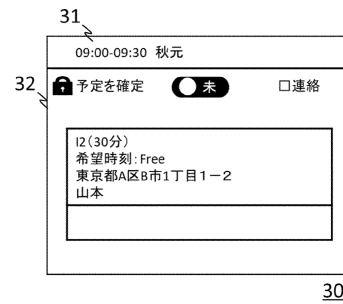 31
09:00-09:30 秋元
32
予定を確定 未 □連絡
I2(30分)
希望時刻:Free
東京都A区B市1丁目1－2
山本
30